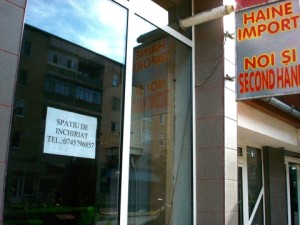 HAINE
IMPORT
NOI SI
SECOND HAND
SPATIU DE
INCHIRIAT
TEL.:0745796857